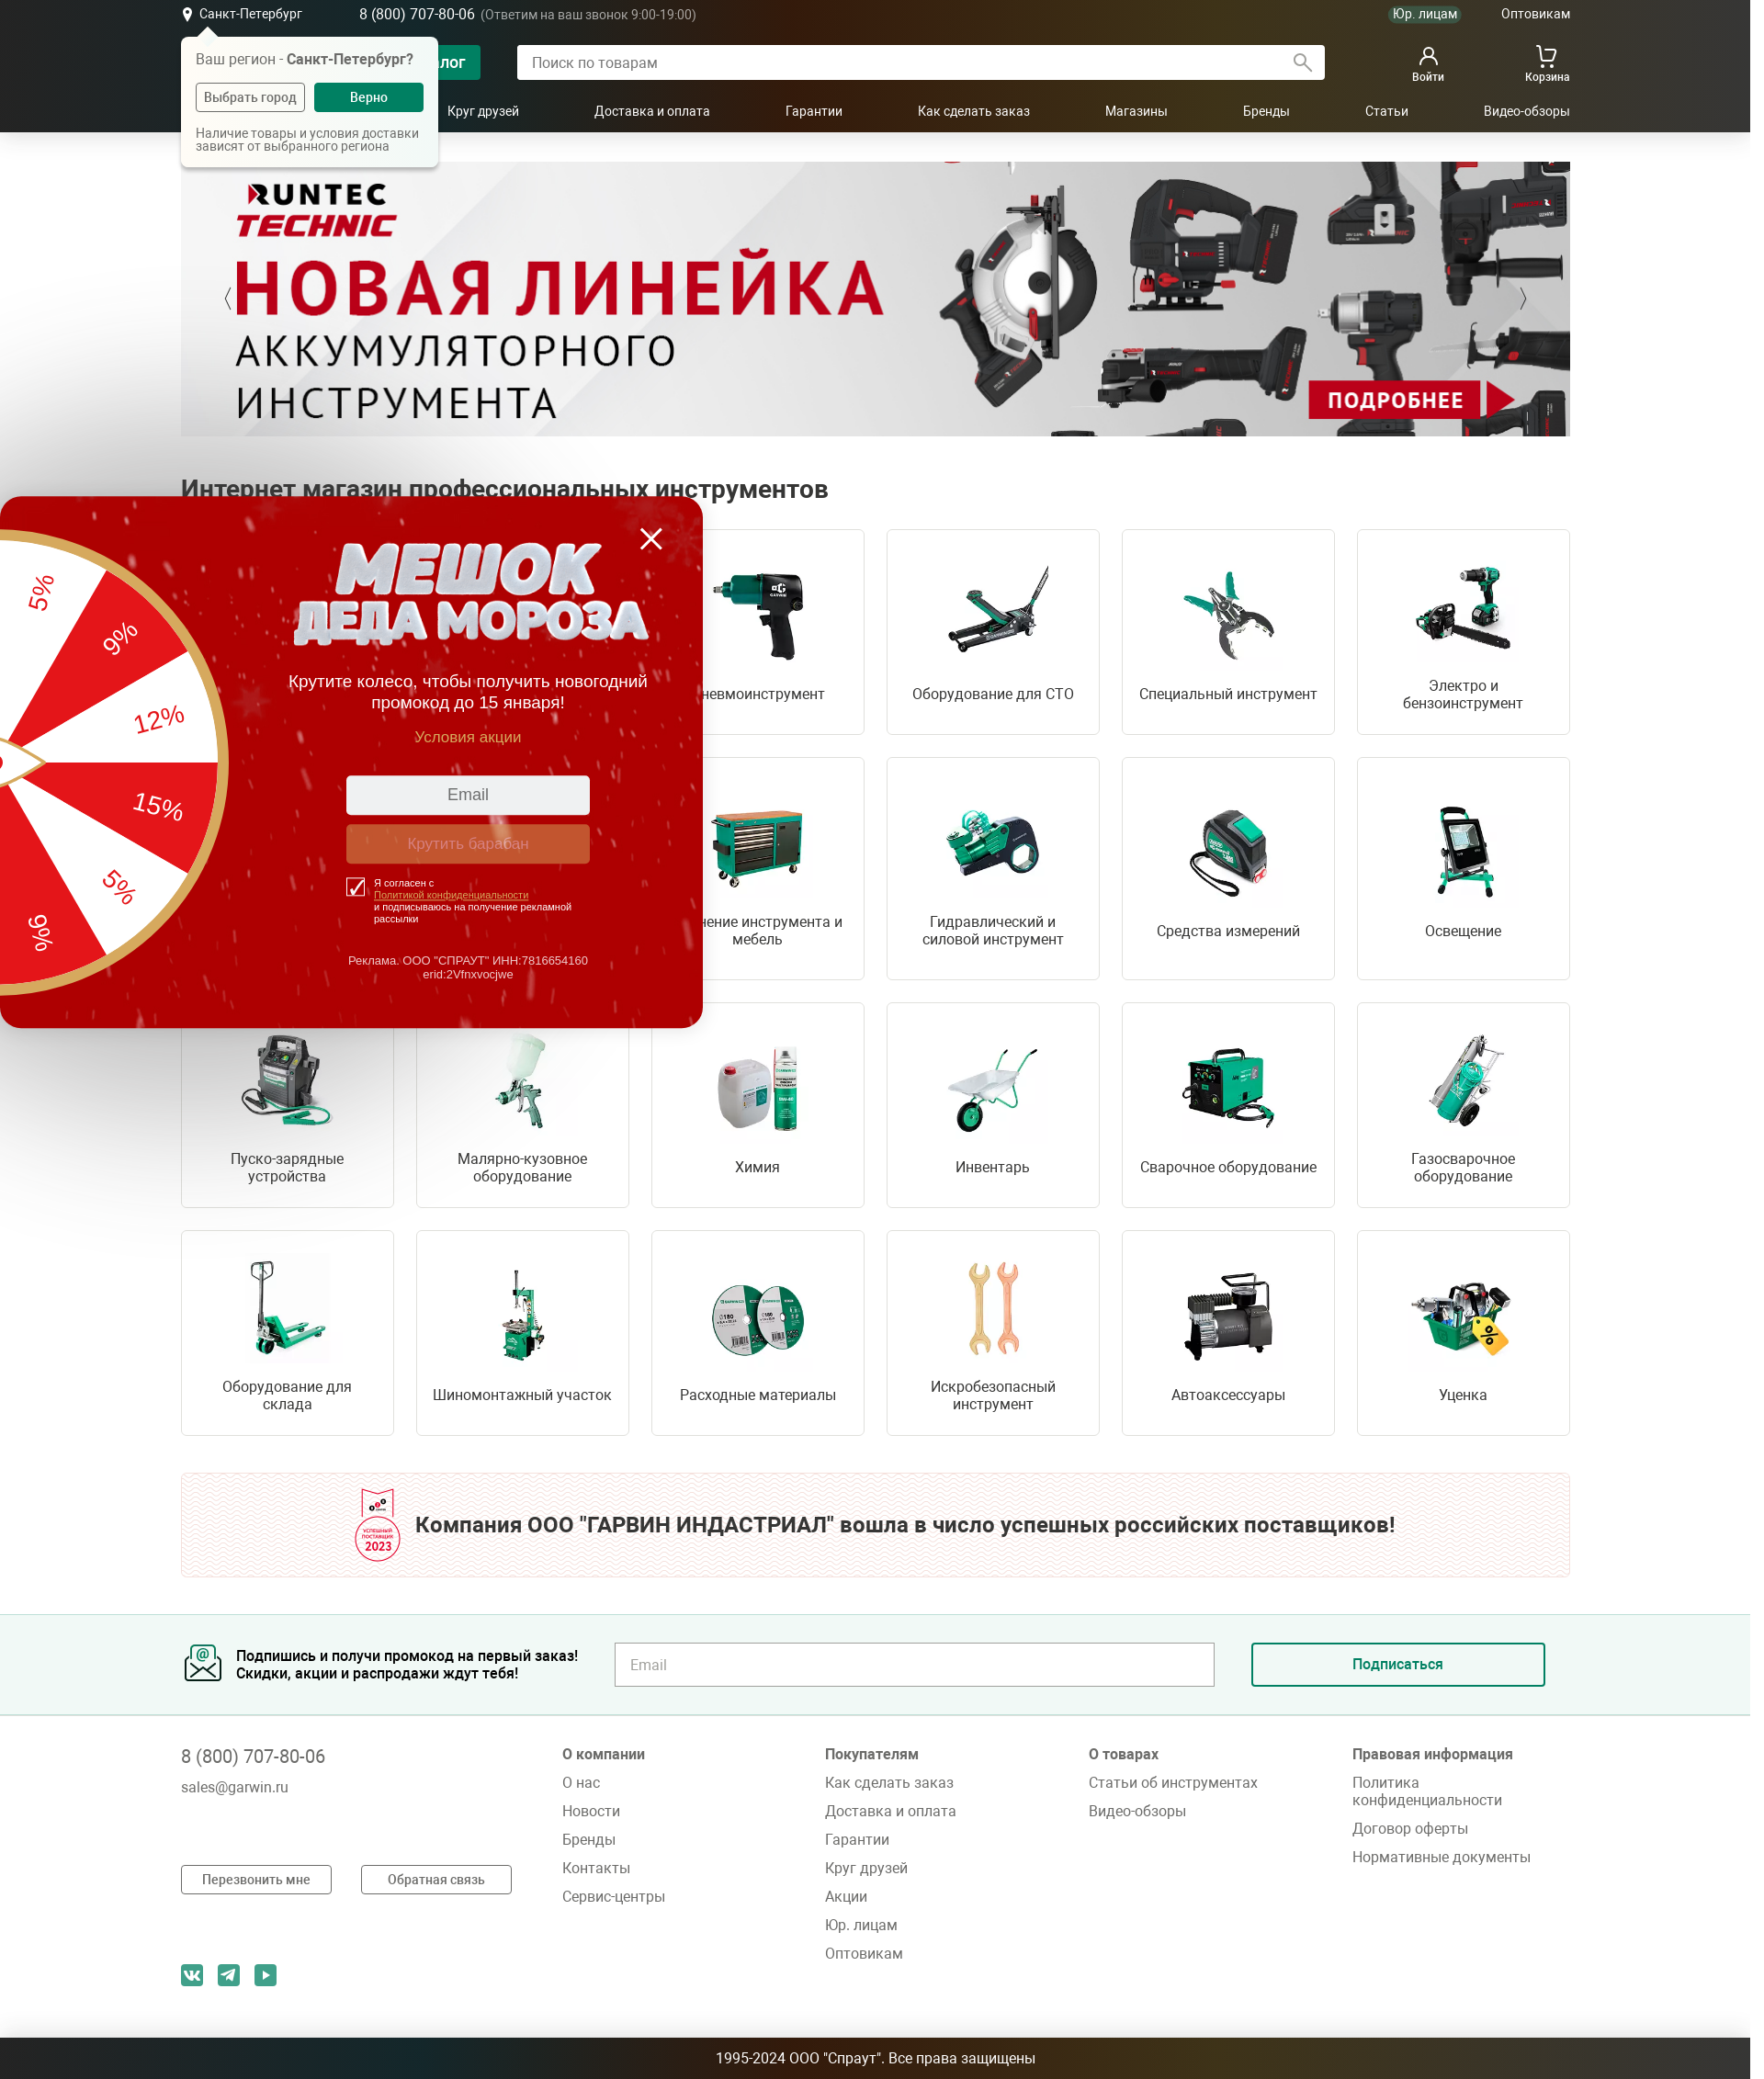 Санкт-Петербург
8 (800) 707-80-06 (Ответим на ваш звонок 9:00-19:00)
Юр. лицам
Оптовикам
Ваш регион - Санкт-Петербург?
Выбрать город
Верно
Наличие товары и условия доставки
зависят от выбранного региона
Поиск по товарам
Войти
Корзина
Круг друзей
Доставка и оплата
Гарантии
Как сделать заказ
Магазины
Бренды
Статьи
Видео-обзоры
RUNTEC
TECHNIC
НОВАЯ ЛИНЕЙКА
АККУМУЛЯТОРНОГО
ИНСТРУМЕНТА
ПОДРОБНЕЕ
Интернет магазин профессиональных инструментов
5%
9%
12%
15%
5%
9%
МЕШОК
ДЕДА МОРОЗА
Крутите колесо, чтобы получить новогодний
промокод до 15 января!
Условия акции
Email
Крутить барабан
Я согласен с
Политикой конфиденциальности
и подписываюсь на получение рекламной
рассылки
Реклама. ООО "СПРАУТ" ИНН:7816654160
erid:2Vfnxvocjwe
Оборудование для СТО
Специальный инструмент
Электро и
бензоинструмент
инструмента и
мебель
Гидравлический и
силовой инструмент
Средства измерений
Освещение
Пуско-зарядные
устройства
Малярно-кузовное
оборудование
Химия
Инвентарь
Сварочное оборудование
Газосварочное
оборудование
Оборудование для
склада
Шиномонтажный участок
Расходные материалы
Искробезопасный
инструмент
Автоаксессуары
Уценка
УСПЕШНЫЙ
ПОСТАВЩИК
2023
Компания ООО "ГАРВИН ИНДАСТРИАЛ" вошла в число успешных российских поставщиков!
Подпишись и получи промокод на первый заказ!
Скидки, акции и распродажи ждут тебя!
Email
Подписаться
8 (800) 707-80-06
sales@garwin.ru
Перезвонить мне
Обратная связь
О компании
О нас
Новости
Бренды
Контакты
Сервис-центры
Покупателям
Как сделать заказ
Доставка и оплата
Гарантии
Круг друзей
Акции
Юр. лицам
Оптовикам
О товарах
Статьи об инструментах
Видео-обзоры
Правовая информация
Политика
конфиденциальности
Договор оферты
Нормативные документы
1995-2024 ООО "Спраут". Все права защищены